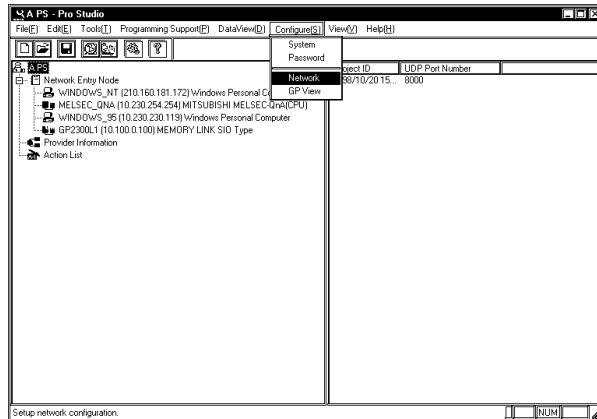 A PS - Pro Studio
File(F) Edit(E) Tools(T) Programming Support(P) DataView(D) Configure(S) View(V) Help(H)
System
Password
Network
GP View
A PS
Network Entry Node
WINDOWS_NT (210.160.181.172) Windows Personal Co
MELSEC_QNA (10.230.254.254) MITSUBISHI MELSEC-QnA(CPU)
WINDOWS_95 (10.230.230.119) Windows Personal Computer
GP2300L1 (10.100.0.100) MEMORY LINK SIO Type
Provider Information
Action List
oject ID UDP Port Number
98/10/20 15... 8000
Setup network configuration.
NUM